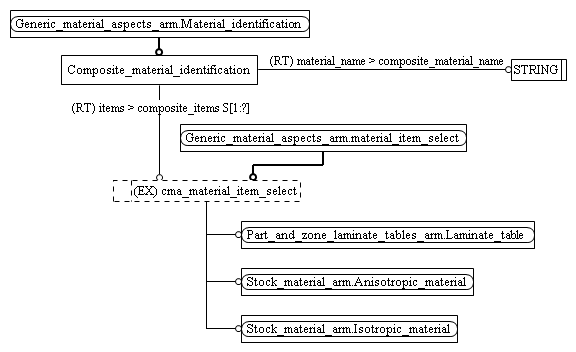 Generic_material_aspects_arm.Material_identification
(RT) material_name > composite_material_name
Composite_material_identification
STRING
(RT) items > composite_items S[1:?]
Generic_material_aspects_arm.material_item_select
(EX) cma_material_item_select
Part_and_zone_laminate_tables_arm.Laminate_table
Stock_material_arm.Anisotropic_material
Stock_material_arm.Isotropic_material